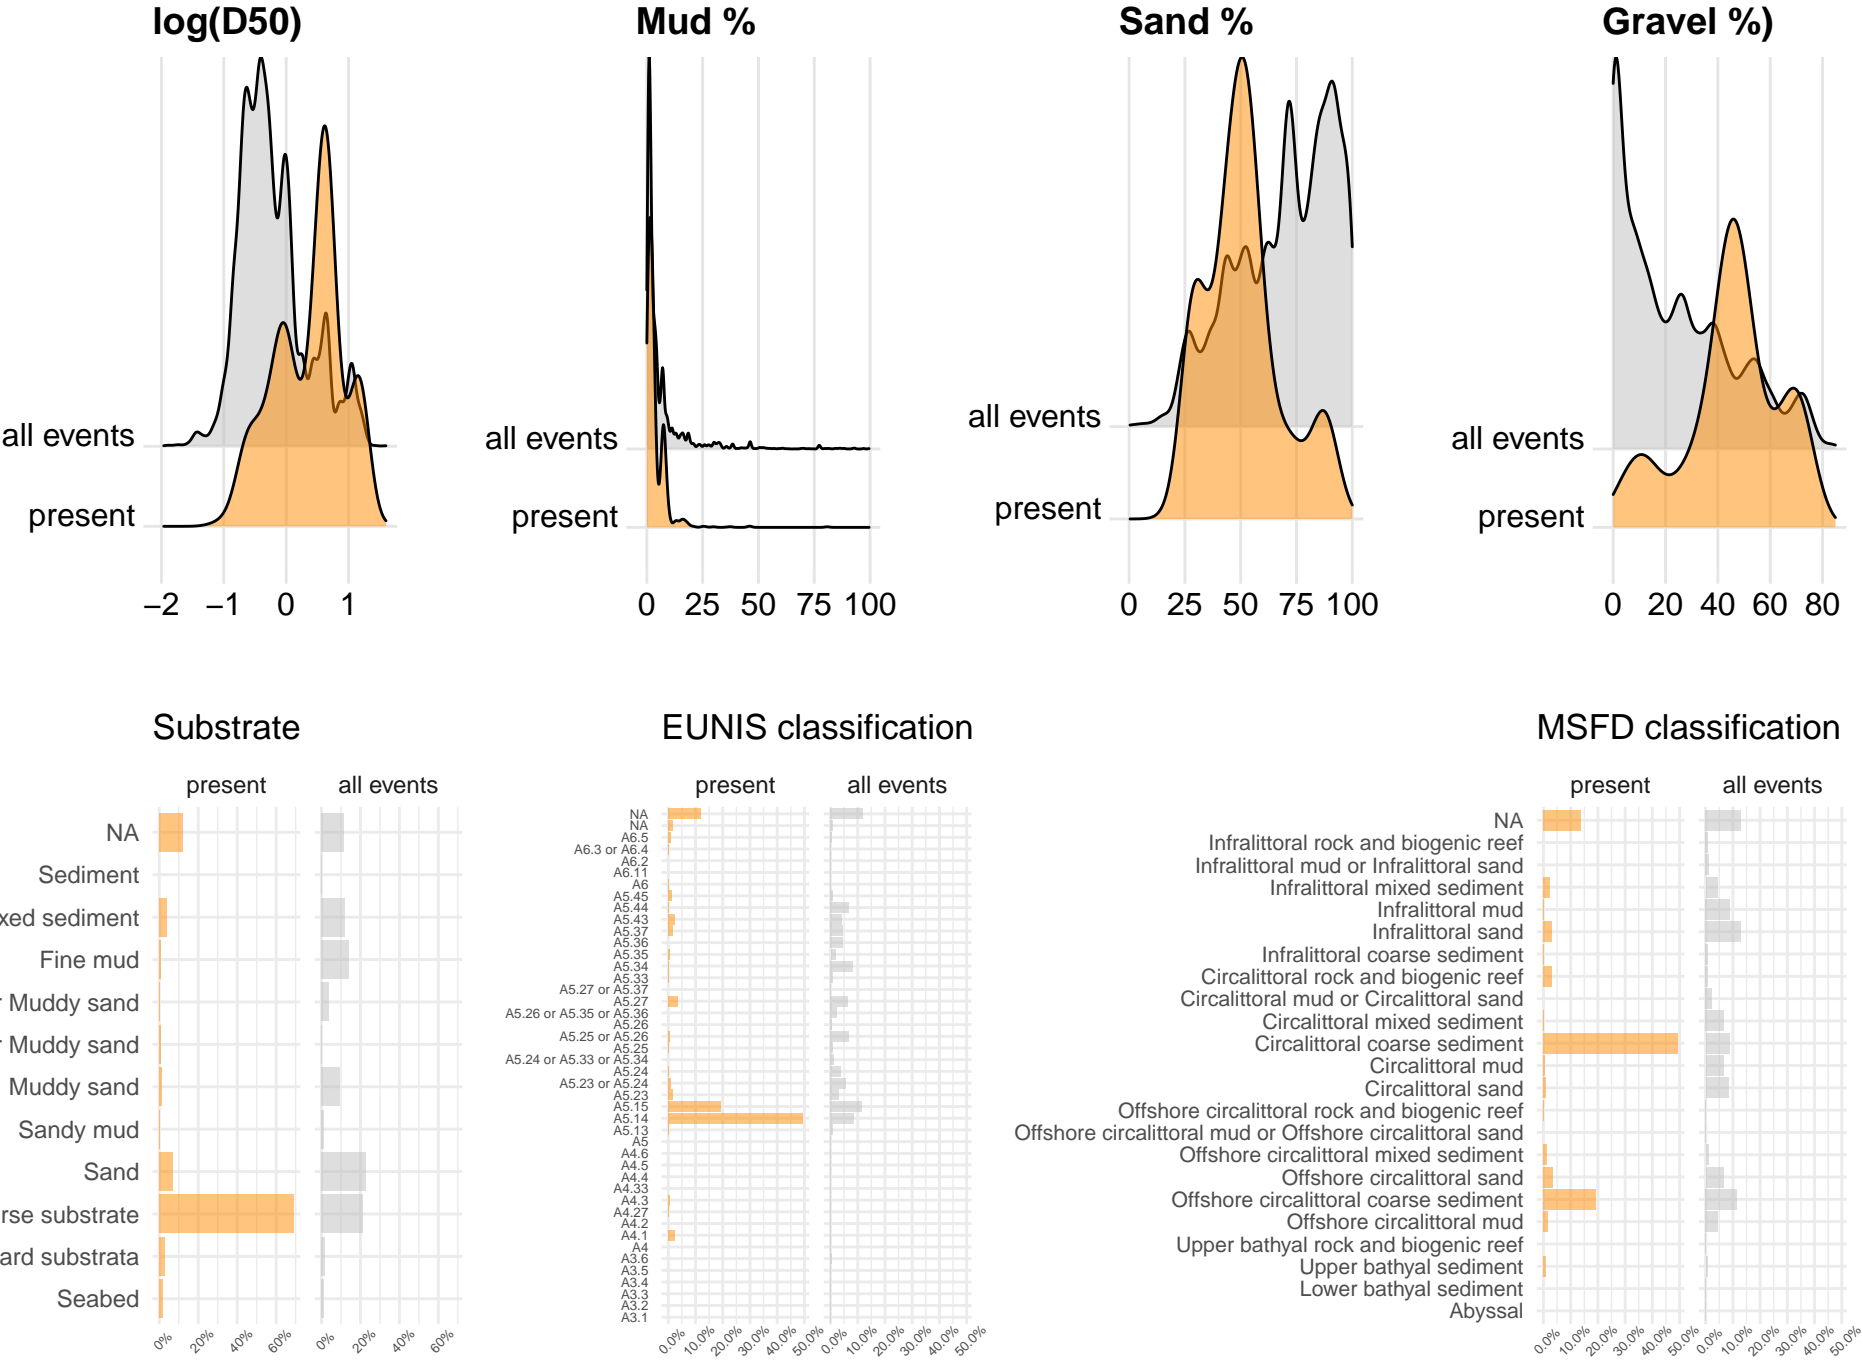 log(D50)
Mud %
Sand %
Gravel %)
all events
present
−2 −1 0 1
all events
present
0 25 50 75 100
all events
present
0 25 50 75 100
all events
present
0 20 40 60 80
Substrate
present all events
NA
Sediment
xed sediment
Fine mud
r Muddy sand
r Muddy sand
Muddy sand
Sandy mud
Sand
rse substrate
ard substrata
Seabed
0% 20% 40% 60% 0% 20% 40% 60%
EUNIS classification
present all events
NA
NA
A6.5
A6.3 or A6.4
A6.2
A6.11
A6
A5.45
A5.44
A5.43
A5.37
A5.36
A5.35
A5.34
A5.33
A5.27 or A5.37
A5.27
A5.26 or A5.35 or A5.36
A5.26
A5.25 or A5.26
A5.25
A5.24 or A5.33 or A5.34
A5.24
A5.23 or A5.24
A5.23
A5.15
A5.14
A5.13
A5
A4.6
A4.5
A4.4
A4.33
A4.3
A4.27
A4.2
A4.1
A4
A3.6
A3.5
A3.4
A3.3
A3.2
A3.1
0.0% 10.0% 20.0% 30.0% 40.0% 50.0% 0.0% 10.0% 20.0% 30.0% 40.0% 50.0%
MSFD classification
present all events
NA
Infralittoral rock and biogenic reef
Infralittoral mud or Infralittoral sand
Infralittoral mixed sediment
Infralittoral mud
Infralittoral sand
Infralittoral coarse sediment
Circalittoral rock and biogenic reef
Circalittoral mud or Circalittoral sand
Circalittoral mixed sediment
Circalittoral coarse sediment
Circalittoral mud
Circalittoral sand
Offshore circalittoral rock and biogenic reef
Offshore circalittoral mud or Offshore circalittoral sand
Offshore circalittoral mixed sediment
Offshore circalittoral sand
Offshore circalittoral coarse sediment
Offshore circalittoral mud
Upper bathyal rock and biogenic reef
Upper bathyal sediment
Lower bathyal sediment
Abyssal
0.0% 10.0% 20.0% 30.0% 40.0% 50.0% 0.0% 10.0% 20.0% 30.0% 40.0% 50.0%